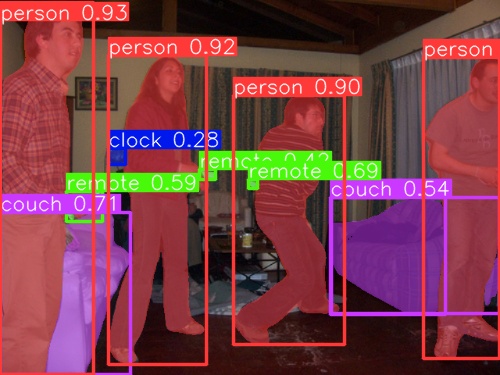 person 0.93
person 0.92
person
person 0.90
clock 0.28
remote 0.42
remote 0.69
remote 0.59
couch 0.54
couch 0.71